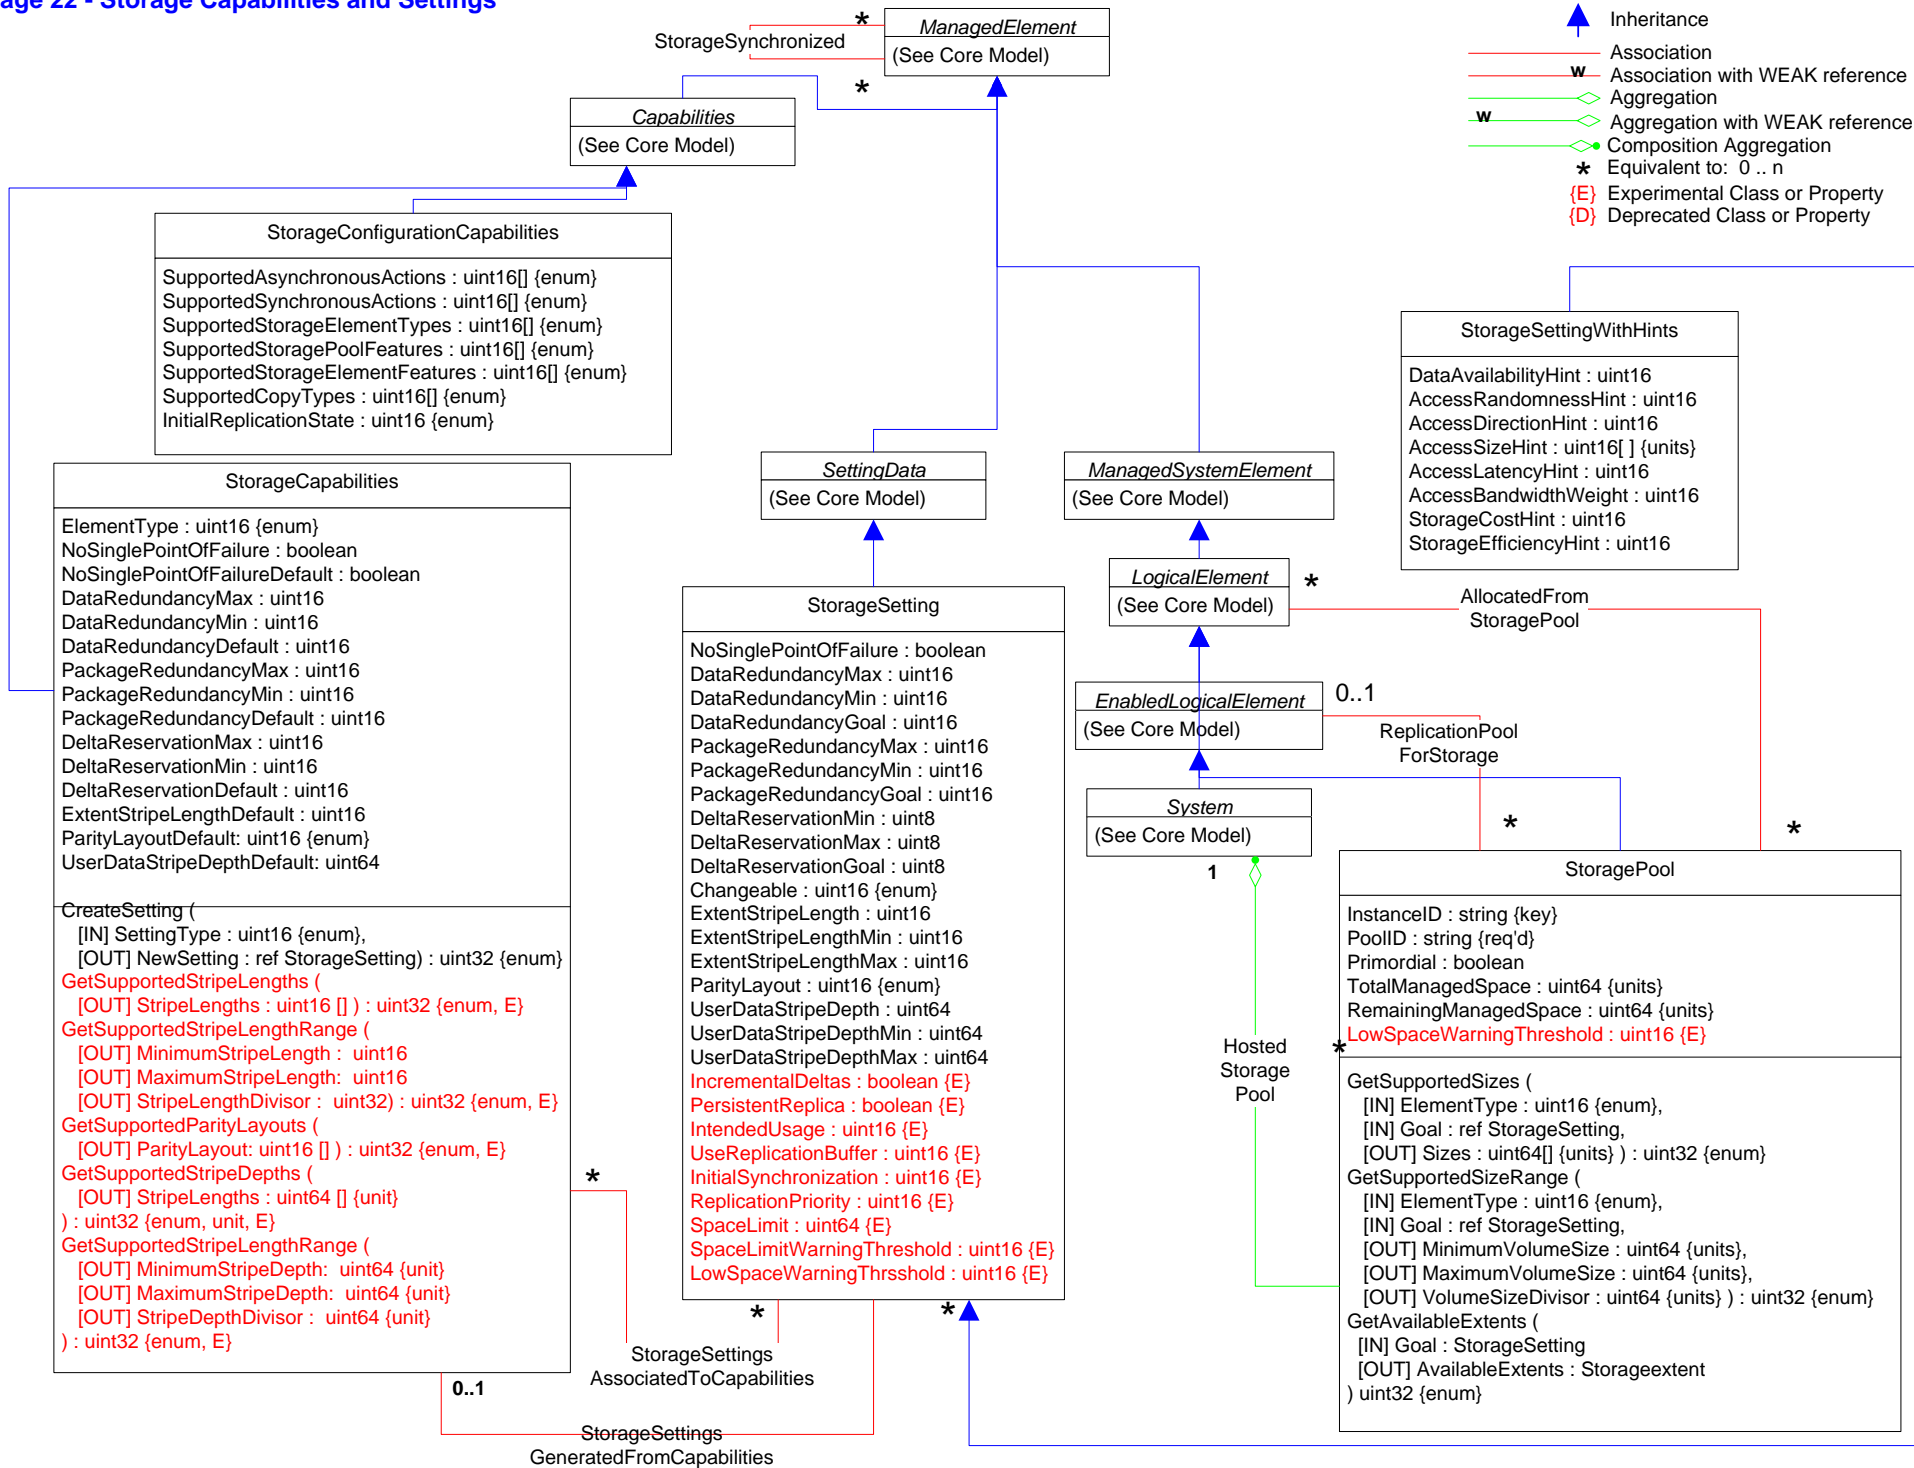 age 22 - Storage Capabilities and Settings
Inheritance
Association
w
Association with WEAK reference
Aggregation
w
Aggregation with WEAK reference
Composition Aggregation
* Equivalent to: 0 .. n
{E} Experimental Class or Property
{D} Deprecated Class or Property
StorageSynchronized
*
*
ManagedElement
(See Core Model)
Capabilities
(See Core Model)
StorageConfigurationCapabilities
SupportedAsynchronousActions : uint16[] {enum}
SupportedSynchronousActions : uint16[] {enum}
SupportedStorageElementTypes : uint16[] {enum}
SupportedStoragePoolFeatures : uint16[] {enum}
SupportedStorageElementFeatures : uint16[] {enum}
SupportedCopyTypes : uint16[] {enum}
InitialReplicationState : uint16 {enum}
StorageCapabilities
ElementType : uint16 {enum}
NoSinglePointOfFailure : boolean
NoSinglePointOfFailureDefault : boolean
DataRedundancyMax : uint16
DataRedundancyMin : uint16
DataRedundancyDefault : uint16
PackageRedundancyMax : uint16
PackageRedundancyMin : uint16
PackageRedundancyDefault : uint16
DeltaReservationMax : uint16
DeltaReservationMin : uint16
DeltaReservationDefault : uint16
ExtentStripeLengthDefault : uint16
ParityLayoutDefault: uint16 {enum}
UserDataStripeDepthDefault: uint64
CreateSetting (
[IN] SettingType : uint16 {enum},
[OUT] NewSetting : ref StorageSetting) : uint32 {enum}
GetSupportedStripeLengths (
[OUT] StripeLengths : uint16 [] ) : uint32 {enum, E}
GetSupportedStripeLengthRange (
[OUT] MinimumStripeLength : uint16
[OUT] MaximumStripeLength: uint16
[OUT] StripeLengthDivisor : uint32) : uint32 {enum, E}
GetSupportedParityLayouts (
[OUT] ParityLayout: uint16 [] ) : uint32 {enum, E}
GetSupportedStripeDepths (
[OUT] StripeLengths : uint64 [] {unit}
) : uint32 {enum, unit, E}
GetSupportedStripeLengthRange (
[OUT] MinimumStripeDepth: uint64 {unit}
[OUT] MaximumStripeDepth: uint64 {unit}
[OUT] StripeDepthDivisor : uint64 {unit}
) : uint32 {enum, E}
SettingData
(See Core Model)
StorageSetting
NoSinglePointOfFailure : boolean
DataRedundancyMax : uint16
DataRedundancyMin : uint16
DataRedundancyGoal : uint16
PackageRedundancyMax : uint16
PackageRedundancyMin : uint16
PackageRedundancyGoal : uint16
DeltaReservationMin : uint8
DeltaReservationMax : uint8
DeltaReservationGoal : uint8
Changeable : uint16 {enum}
ExtentStripeLength : uint16
ExtentStripeLengthMin : uint16
ExtentStripeLengthMax : uint16
ParityLayout : uint16 {enum}
UserDataStripeDepth : uint64
UserDataStripeDepthMin : uint64
UserDataStripeDepthMax : uint64
IncrementalDeltas : boolean {E}
PersistentReplica : boolean {E}
IntendedUsage : uint16 {E}
UseReplicationBuffer : uint16 {E}
InitialSynchronization : uint16 {E}
ReplicationPriority : uint16 {E}
SpaceLimit : uint64 {E}
SpaceLimitWarningThreshold : uint16 {E}
LowSpaceWarningThrsshold : uint16 {E}
*
*
*
StorageSettings
AssociatedToCapabilities
0..1
StorageSettings
GeneratedFromCapabilities
ManagedSystemElement
(See Core Model)
LogicalElement
(See Core Model)
*
AllocatedFrom
StoragePool
EnabledLogicalElement
(See Core Model)
0..1
ReplicationPool
ForStorage
System
(See Core Model)
1
*
*
Hosted
Storage
Pool
*
StorageSettingWithHints
DataAvailabilityHint : uint16
AccessRandomnessHint : uint16
AccessDirectionHint : uint16
AccessSizeHint : uint16[ ] {units}
AccessLatencyHint : uint16
AccessBandwidthWeight : uint16
StorageCostHint : uint16
StorageEfficiencyHint : uint16
StoragePool
InstanceID : string {key}
PoolID : string {req'd}
Primordial : boolean
TotalManagedSpace : uint64 {units}
RemainingManagedSpace : uint64 {units}
LowSpaceWarningThreshold : uint16 {E}
GetSupportedSizes (
[IN] ElementType : uint16 {enum},
[IN] Goal : ref StorageSetting,
[OUT] Sizes : uint64[] {units} ) : uint32 {enum}
GetSupportedSizeRange (
[IN] ElementType : uint16 {enum},
[IN] Goal : ref StorageSetting,
[OUT] MinimumVolumeSize : uint64 {units},
[OUT] MaximumVolumeSize : uint64 {units},
[OUT] VolumeSizeDivisor : uint64 {units} ) : uint32 {enum}
GetAvailableExtents (
[IN] Goal : StorageSetting
[OUT] AvailableExtents : Storageextent
) uint32 {enum}